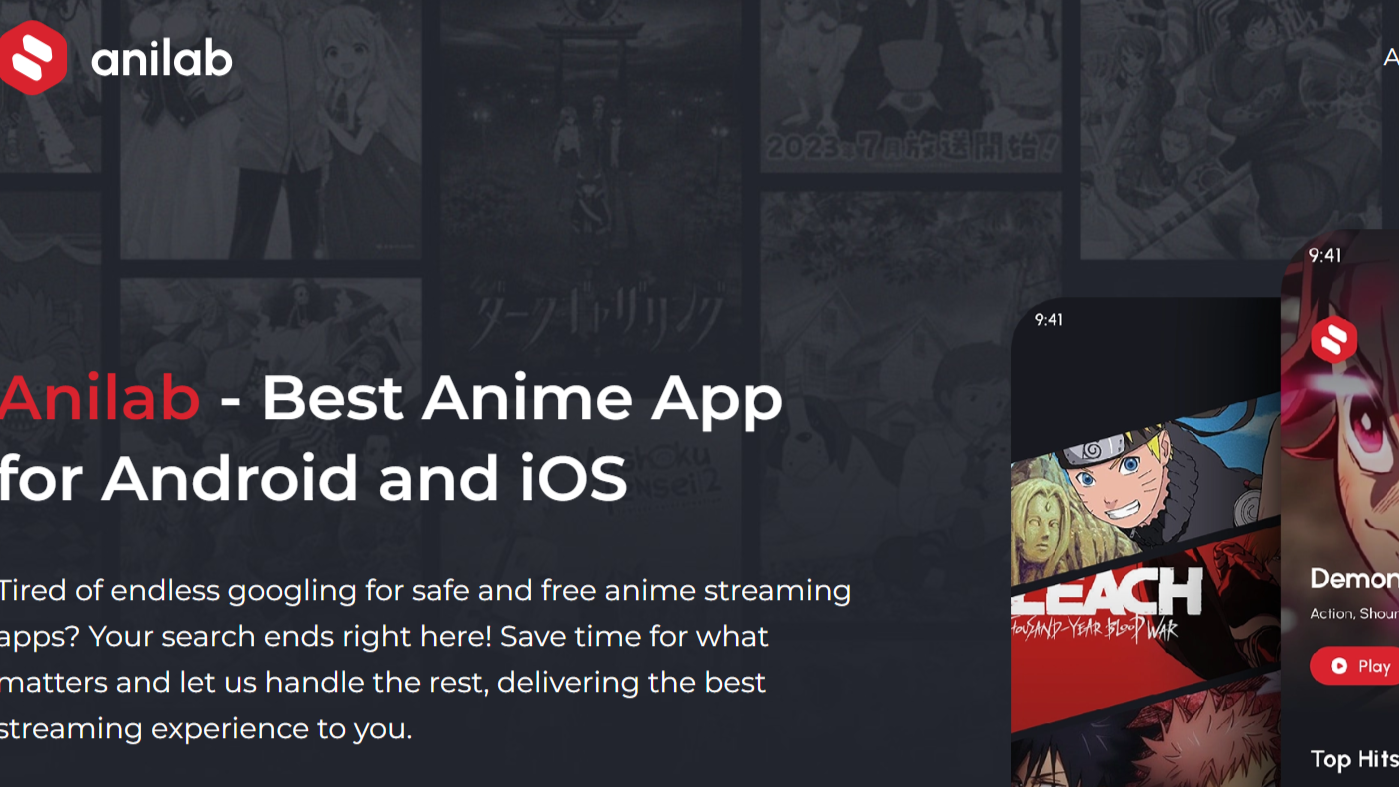 anilab
A
2023年7月放送開始!
ダークギャザリング
9:41
9:41
Anilab - Best Anime App
for Android and iOS
Tired of endless googling for safe and free anime streaming
apps? Your search ends right here! Save time for what
matters and let us handle the rest, delivering the best
streaming experience to you.
LEACH
THOUSAND-YEAR BLOOD WAR
Demon
Action, Shour
Play
Top Hits